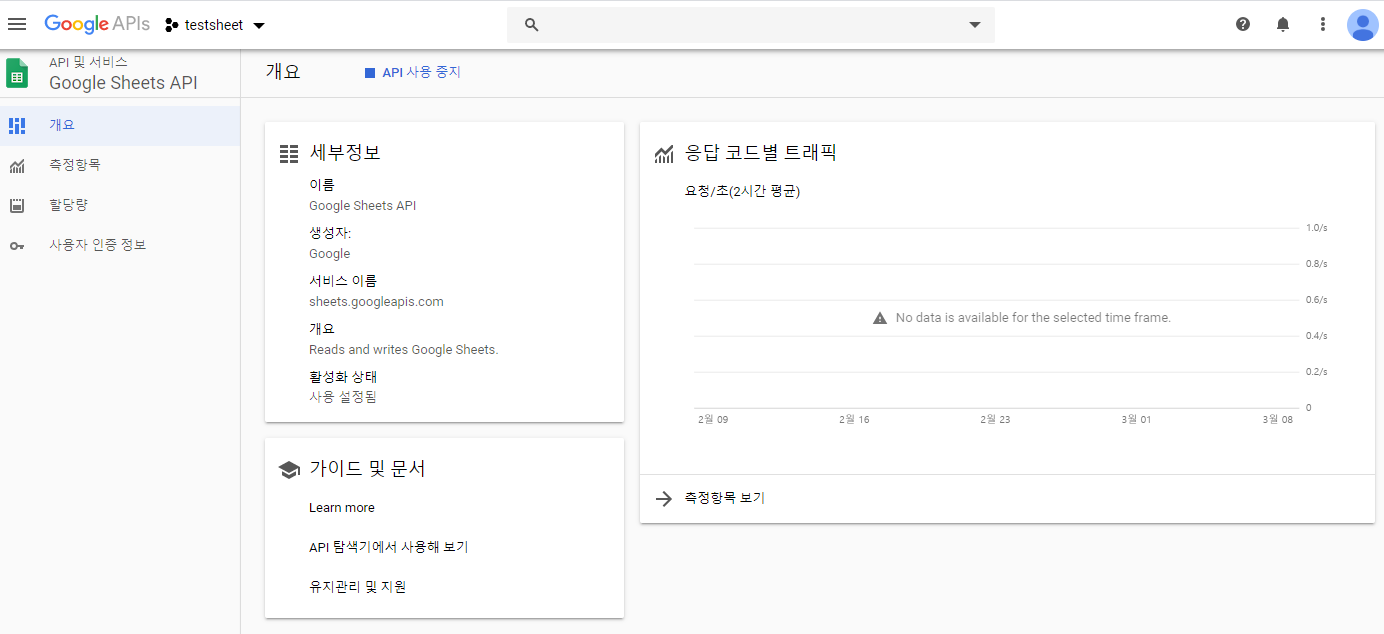 Google APIs
testsheet
API 및 서비스
Google Sheets API
개요
측정항목
할당량
사용자 인증 정보
개요
API 사용 중지
세부정보
이름
Google Sheets API
생성자:
Google
서비스 이름
sheets.googleapis.com
개요
Reads and writes Google Sheets.
활성화 상태
사용 설정됨
가이드 및 문서
Learn more
API 탐색기에서 사용해 보기
유지관리 및 지원
응답 코드별 트래픽
요청/초(2시간 평균)
1.0/s
0.8/s
0.6/s
No data is available for the selected time frame.
0.4/s
0.2/s
0
2월 09
2월 16
2월 23
3월 01
3월 08
측정항목 보기